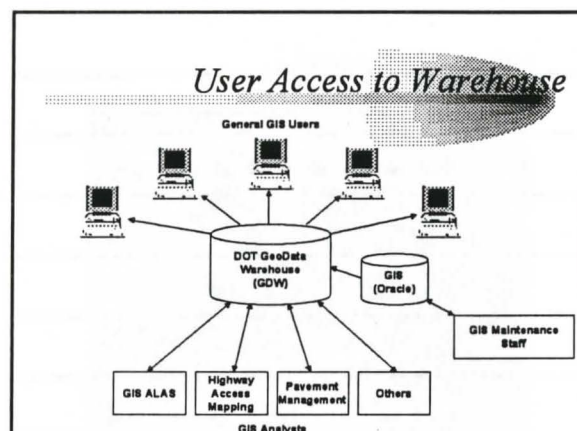 User Access to Warehouse
General GIS Users
DOT GeoData
Warehouse
(GDW)
GIS
(Oracle)
GIS Maintenance
Staff
GIS ALAS
Highway
Access
Mapping
Pavement
Management
Others
GIS Analysts